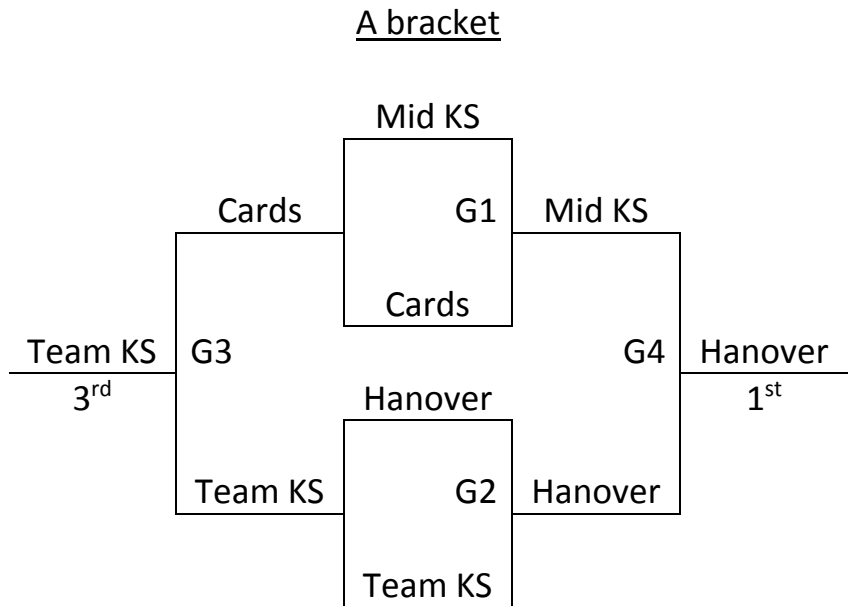 A bracket
Mid KS
Cards G1 Mid KS
Cards
Team KS G3 G4 Hanover
3rd Hanover 1st
Team KS G2 Hanover
Team KS